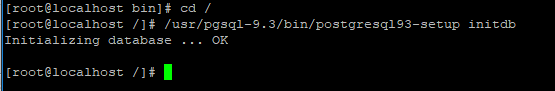 [root@localhost bin]# cd /
[root@localhost /]# /usr/pgsql-9.3/bin/postgresql93-setup initdb
Initializing database ... OK
[root@localhost /]#